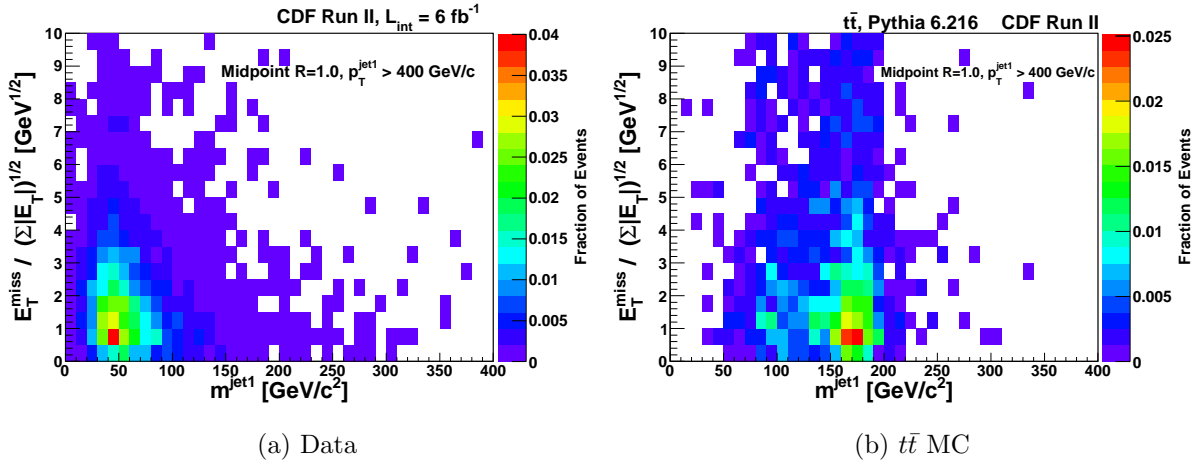 CDF Run II, L_int = 6 fb⁻¹
Midpoint R=1.0, p_T^jet1 > 400 GeV/c
E_T^miss / (Σ|E_T|)^1/2 [GeV^1/2]
10
9
8
7
6
5
4
3
2
1
0
0 50 100 150 200 250 300 350 400
m^jet1 [GeV/c²]
0.04
0.035
0.03
0.025
0.02
0.015
0.01
0.005
0
Fraction of Events
(a) Data
tt̄, Pythia 6.216 CDF Run II
Midpoint R=1.0, p_T^jet1 > 400 GeV/c
E_T^miss / (Σ|E_T|)^1/2 [GeV^1/2]
10
9
8
7
6
5
4
3
2
1
0
0 50 100 150 200 250 300 350 400
m^jet1 [GeV/c²]
0.025
0.02
0.015
0.01
0.005
0
Fraction of Events
(b) tt̄ MC